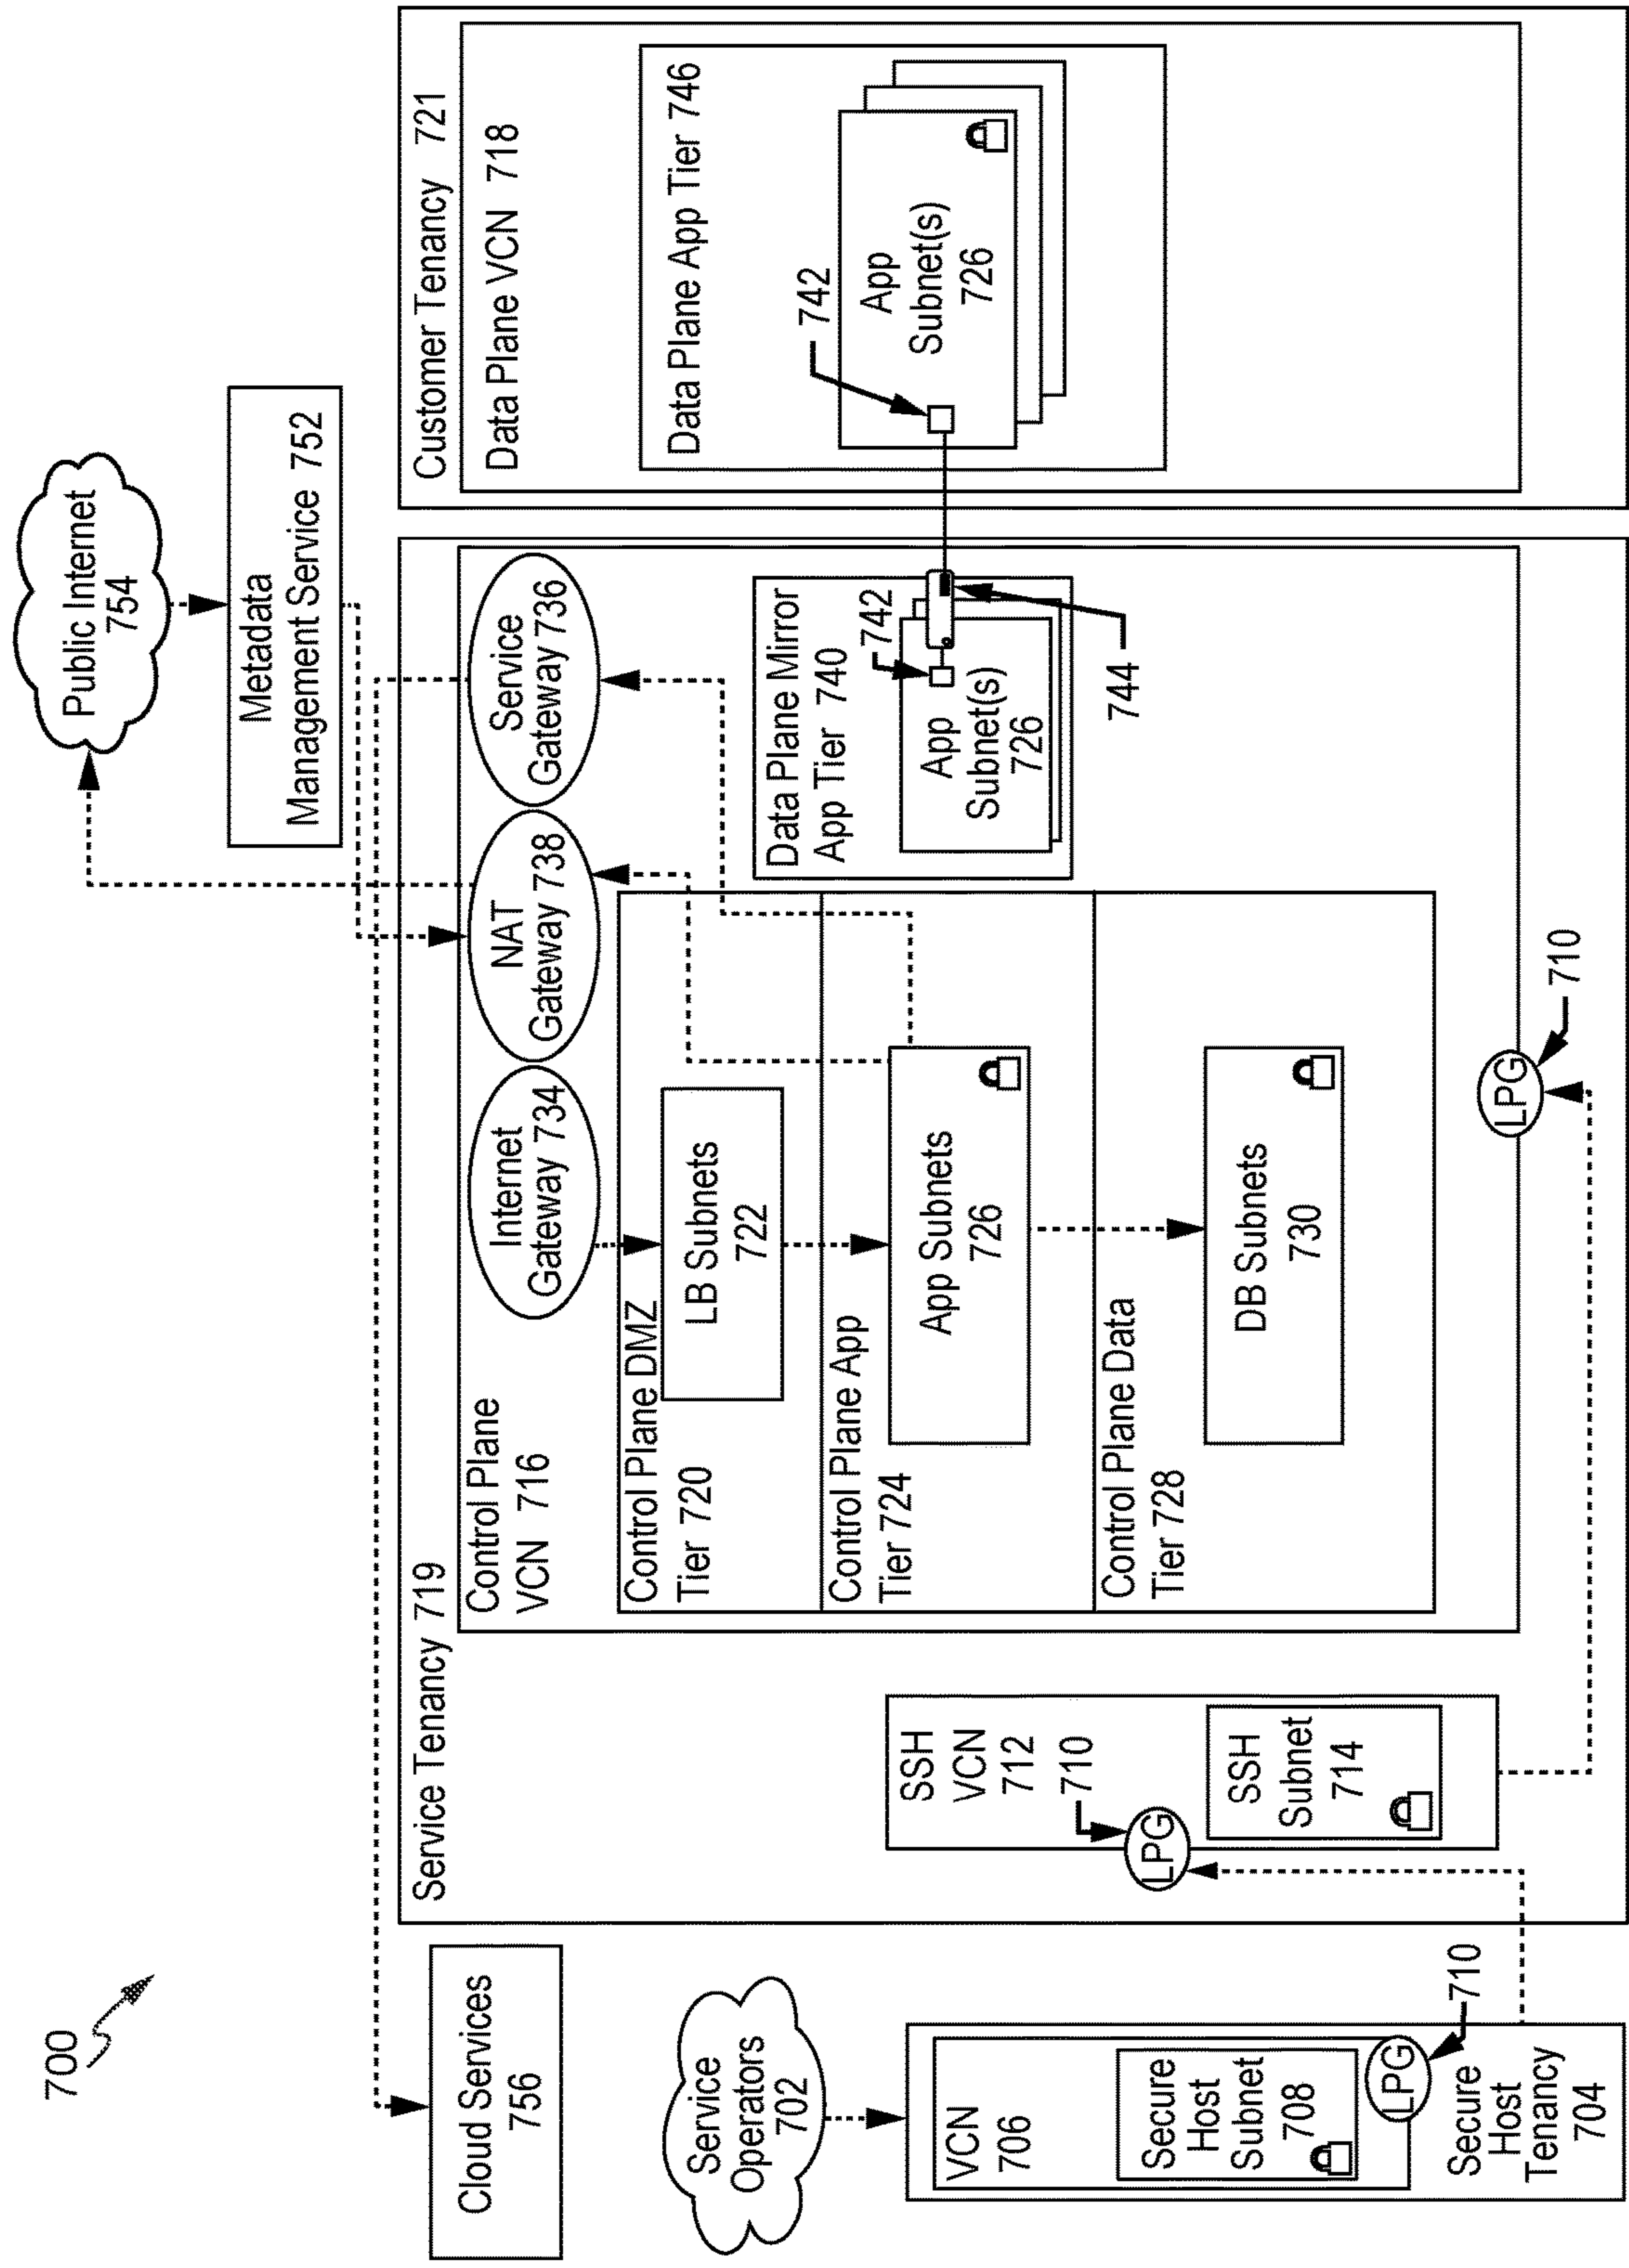 700
Public Internet
754
Metadata
Management Service 752
Cloud Services
756
Service
Operators
702
VCN
706
Secure
Host
Subnet
708
LPG
710
Secure
Host
Tenancy
704
Service Tenancy 719
SSH
VCN
712
710
LPG
SSH
Subnet
714
Control Plane
VCN 716
Internet
Gateway 734
NAT
Gateway 738
Service
Gateway 736
Control Plane DMZ
Tier 720
LB Subnets
722
Control Plane App
Tier 724
App Subnets
726
Control Plane Data
Tier 728
DB Subnets
730
Data Plane Mirror
App Tier 740
742
App
Subnet(s)
726
744
LPG
710
Customer Tenancy 721
Data Plane VCN 718
Data Plane App Tier 746
742
App
Subnet(s)
726